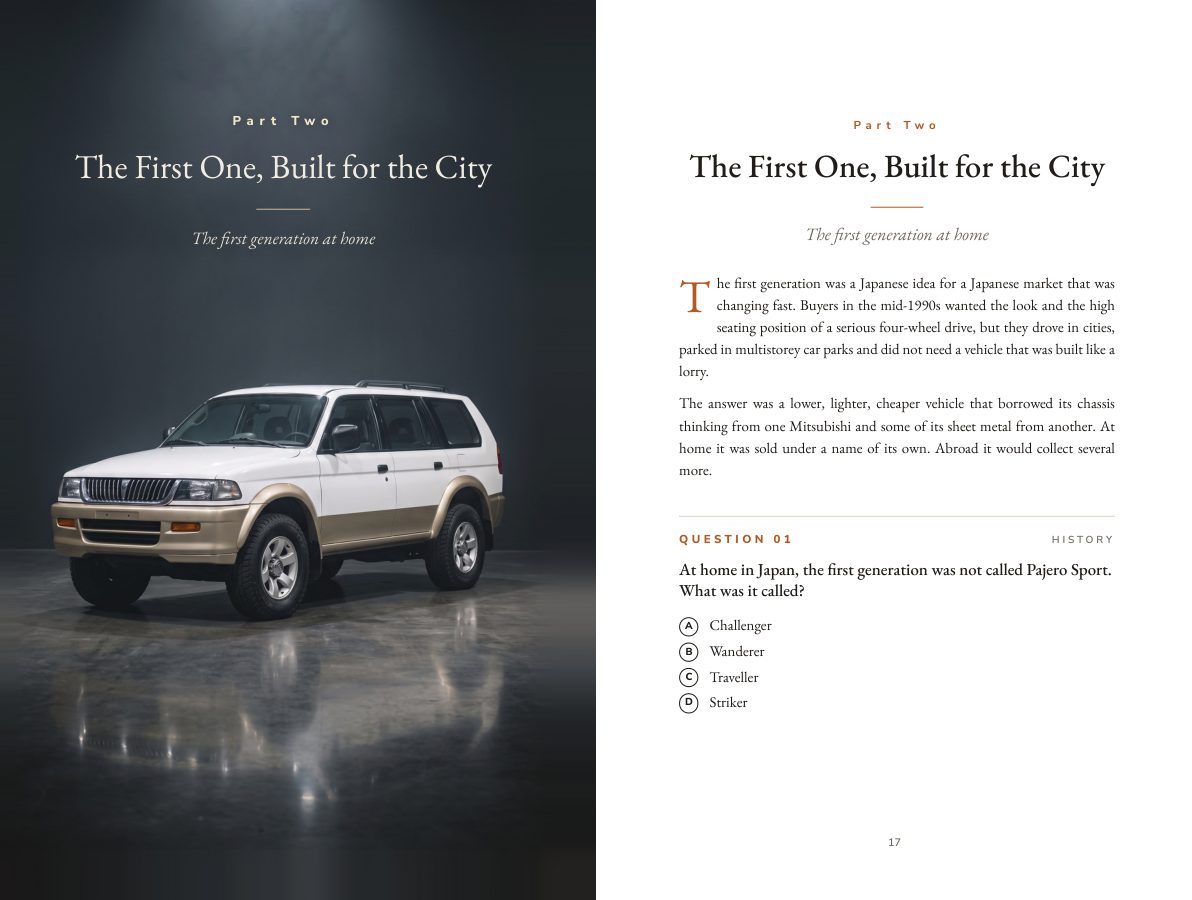 Part Two
The First One, Built for the City
The first generation at home
Part Two
The First One, Built for the City
The first generation at home
The first generation was a Japanese idea for a Japanese market that was
changing fast. Buyers in the mid-1990s wanted the look and the high
seating position of a serious four-wheel drive, but they drove in cities,
parked in multistorey car parks and did not need a vehicle that was built like a
lorry.
The answer was a lower, lighter, cheaper vehicle that borrowed its chassis
thinking from one Mitsubishi and some of its sheet metal from another. At
home it was sold under a name of its own. Abroad it would collect several
more.
QUESTION 01
HISTORY
At home in Japan, the first generation was not called Pajero Sport.
What was it called?
A Challenger
B Wanderer
C Traveller
D Striker
17